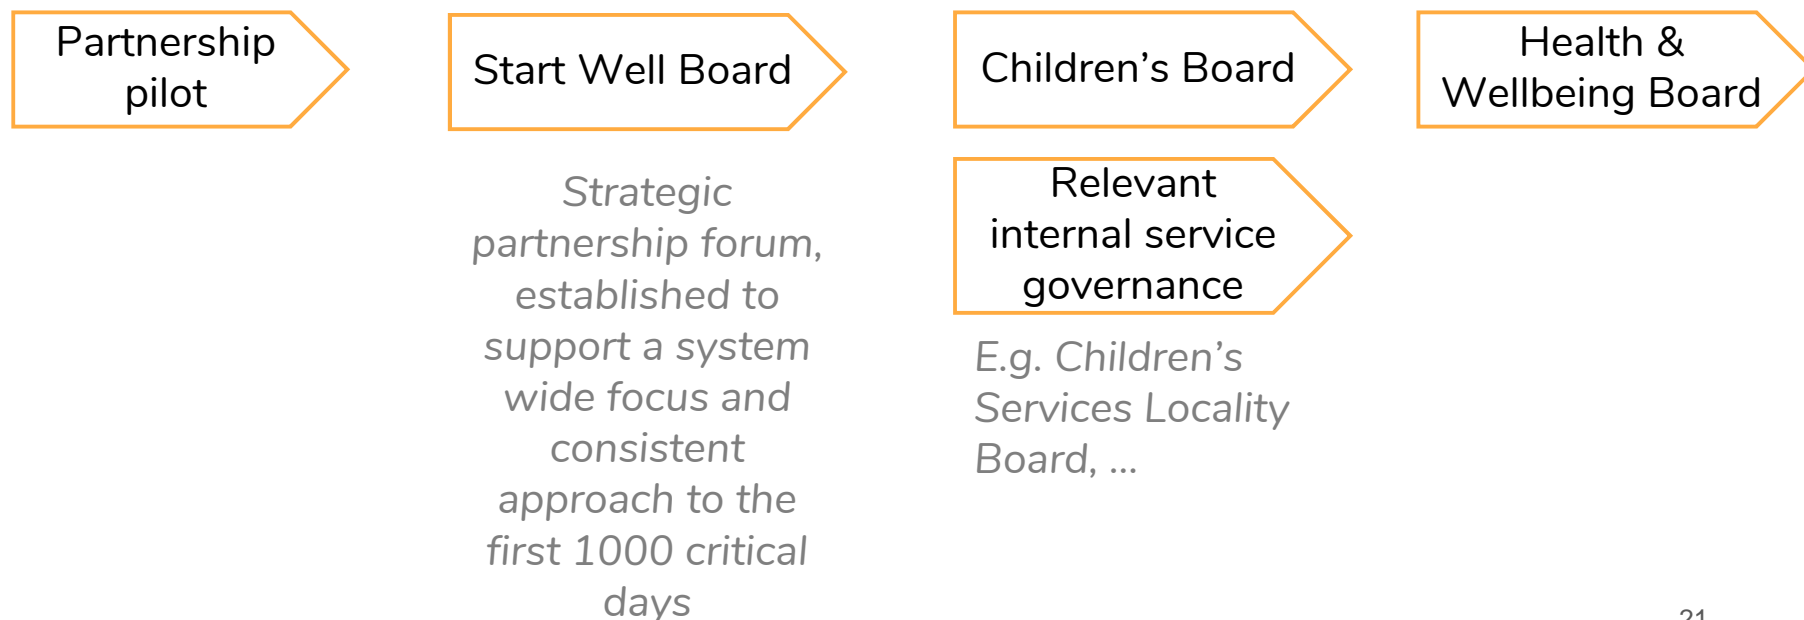 Partnership
pilot
Start Well Board
Strategic
partnership forum,
established to
support a system
wide focus and
consistent
approach to the
first 1000 critical
days
Children’s Board
Relevant
internal service
governance
E.g. Children’s
Services Locality
Board, ...
Health &
Wellbeing Board
21